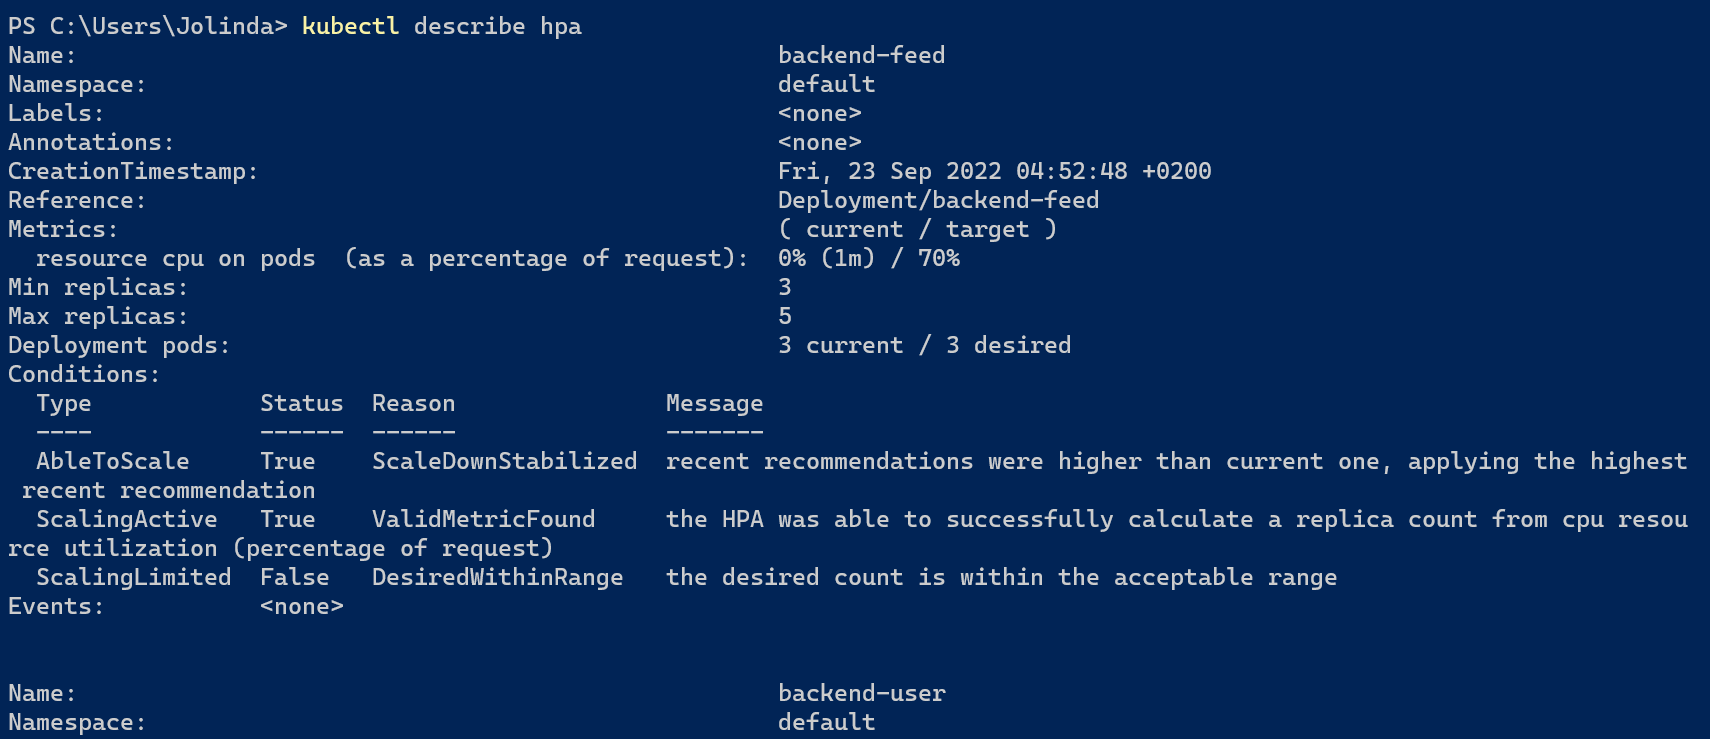 PS C:\Users\Jolinda> kubectl describe hpa
Name:                                                  backend-feed
Namespace:                                             default
Labels:                                                <none>
Annotations:                                           <none>
CreationTimestamp:                                     Fri, 23 Sep 2022 04:52:48 +0200
Reference:                                             Deployment/backend-feed
Metrics:                                               ( current / target )
  resource cpu on pods  (as a percentage of request):  0% (1m) / 70%
Min replicas:                                          3
Max replicas:                                          5
Deployment pods:                                       3 current / 3 desired
Conditions:
  Type            Status  Reason               Message
  ----            ------  ------               -------
  AbleToScale     True    ScaleDownStabilized  recent recommendations were higher than current one, applying the highest
 recent recommendation
  ScalingActive   True    ValidMetricFound     the HPA was able to successfully calculate a replica count from cpu resou
rce utilization (percentage of request)
  ScalingLimited  False   DesiredWithinRange   the desired count is within the acceptable range
Events:           <none>
Name:                                                  backend-user
Namespace:                                             default